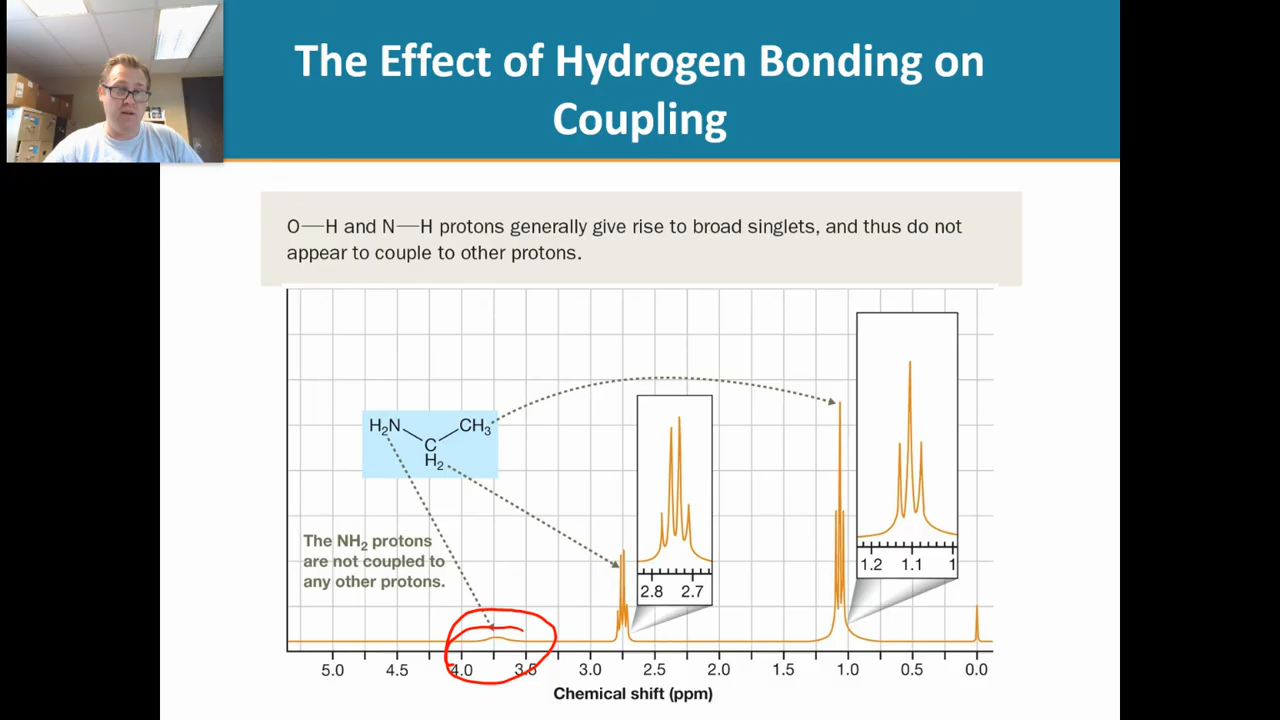 The Effect of Hydrogen Bonding on
Coupling
O—H and N—H protons generally give rise to broad singlets, and thus do not
appear to couple to other protons.
H₂N
CH₃
C
H₂
The NH₂ protons
are not coupled to
any other protons.
2.8 2.7
1.2 1.1 1
5.0 4.5 4.0 3.5 3.0 2.5 2.0 1.5 1.0 0.5 0.0
Chemical shift (ppm)